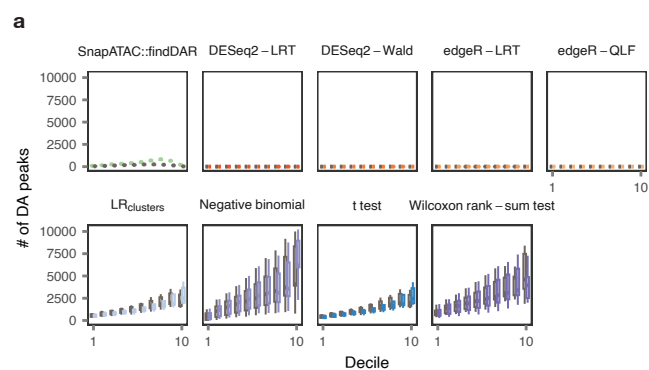 a
SnapATAC::findDAR DESeq2–LRT DESeq2–Wald edgeR–LRT edgeR–QLF
10000
7500
5000
2500
0
1 10
# of DA peaks
LRclusters Negative binomial t test Wilcoxon rank–sum test
10000
7500
5000
2500
0
1 10 1 10 1 10 1 10
Decile